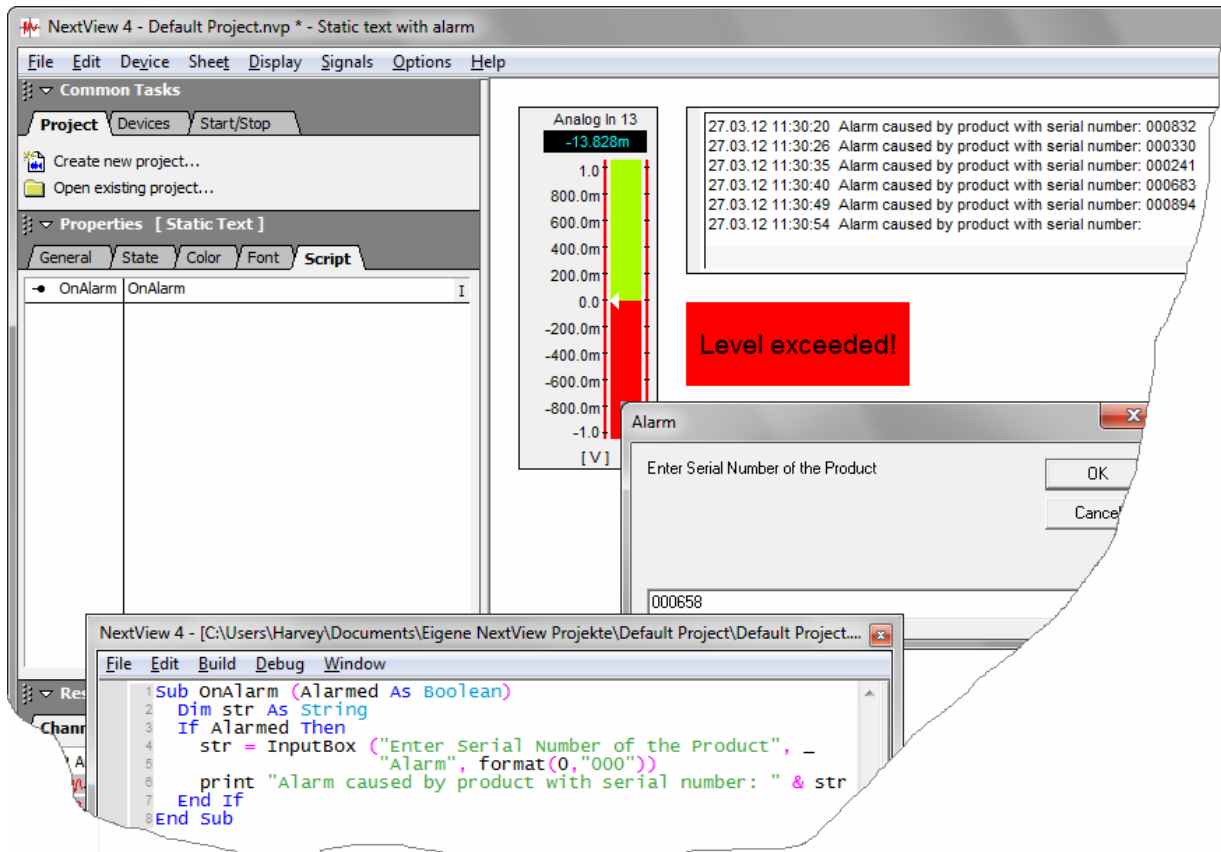 NextView 4 - Default Project.nvp * - Static text with alarm
File Edit Device Sheet Display Signals Options Help
Common Tasks
Project Devices Start/Stop
Create new project...
Open existing project...
Properties [ Static Text ]
General State Color Font Script
OnAlarm OnAlarm I
Analog In 13
-13.828m
1.0
800.0m
600.0m
400.0m
200.0m
0.0
-200.0m
-400.0m
-600.0m
-800.0m
-1.0
[ V ]
27.03.12 11:30:20 Alarm caused by product with serial number: 000832
27.03.12 11:30:26 Alarm caused by product with serial number: 000330
27.03.12 11:30:35 Alarm caused by product with serial number: 000241
27.03.12 11:30:40 Alarm caused by product with serial number: 000683
27.03.12 11:30:49 Alarm caused by product with serial number: 000894
27.03.12 11:30:54 Alarm caused by product with serial number:
Level exceeded!
Alarm
Enter Serial Number of the Product
OK
Cancel
000658
NextView 4 - [C:\Users\Harvey\Documents\Eigene NextView Projekte\Default Project\Default Project....
File Edit Build Debug Window
1 Sub OnAlarm (Alarmed As Boolean)
2 Dim str As String
3 If Alarmed Then
4 str = InputBox ("Enter Serial Number of the Product", _
5 "Alarm", format(0,"000"))
6 print "Alarm caused by product with serial number: " & str
7 End If
8 End Sub
Res
Chann
A